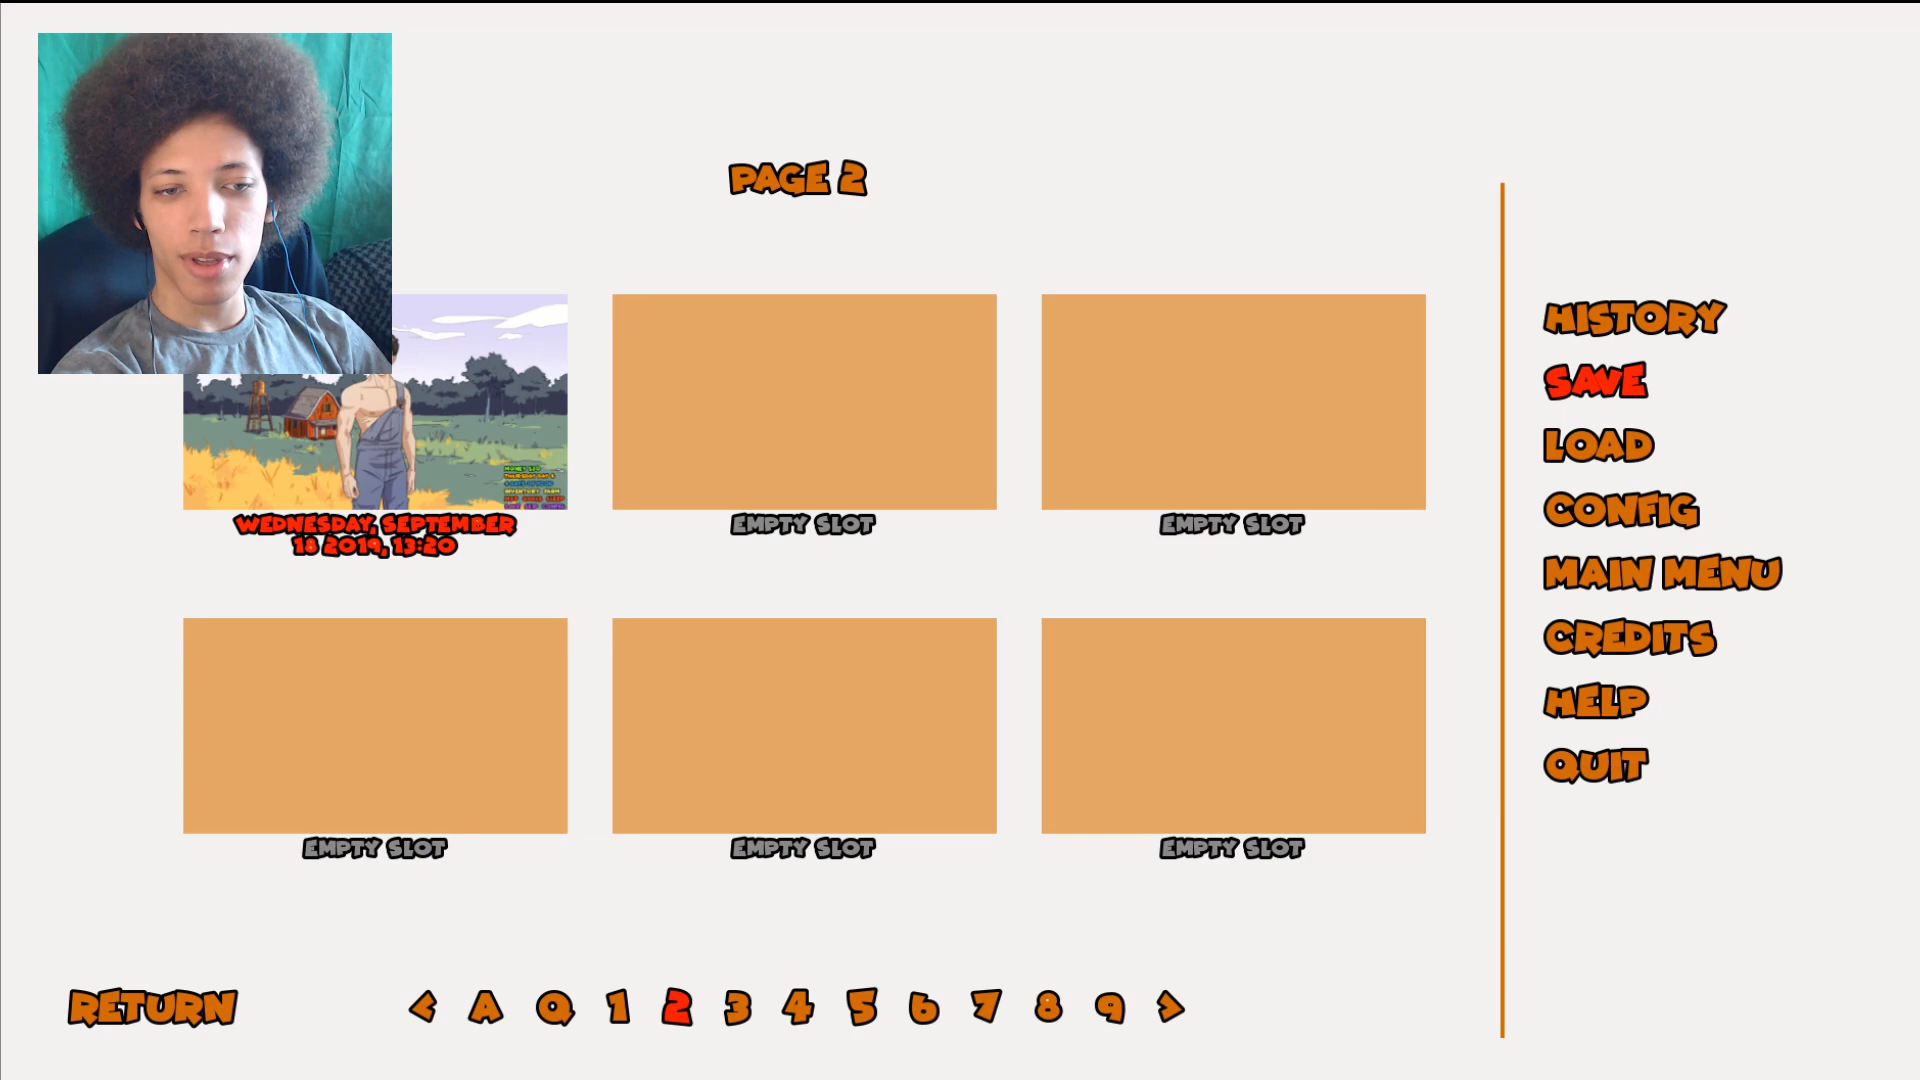 PAGE 2
WEDNESDAY, SEPTEMBER
18 2019, 13:20
EMPTY SLOT
EMPTY SLOT
EMPTY SLOT
EMPTY SLOT
EMPTY SLOT
HISTORY
SAVE
LOAD
CONFIG
MAIN MENU
CREDITS
HELP
QUIT
RETURN
< A Q 1 2 3 4 5 6 7 8 9 >